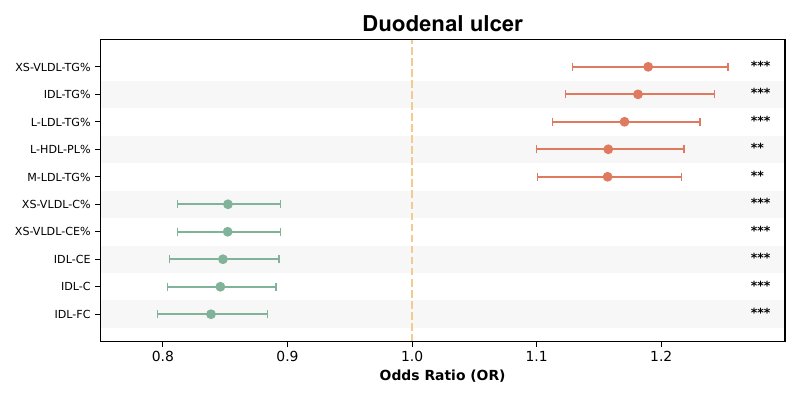 Duodenal ulcer
XS-VLDL-TG% ***
IDL-TG% ***
L-LDL-TG% ***
L-HDL-PL% **
M-LDL-TG% **
XS-VLDL-C% ***
XS-VLDL-CE% ***
IDL-CE ***
IDL-C ***
IDL-FC ***
0.8 0.9 1.0 1.1 1.2
Odds Ratio (OR)